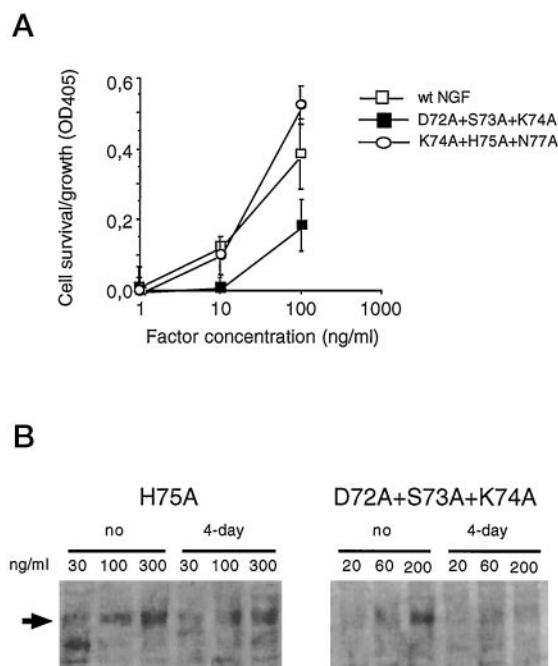 A
Cell survival/growth (OD405)
0,6
0,4
0,2
0,0
1 10 100 1000
Factor concentration (ng/ml)
wt NGF
D72A+S73A+K74A
K74A+H75A+N77A
B
H75A D72A+S73A+K74A
no 4-day no 4-day
ng/ml 30 100 300 30 100 300 20 60 200 20 60 200